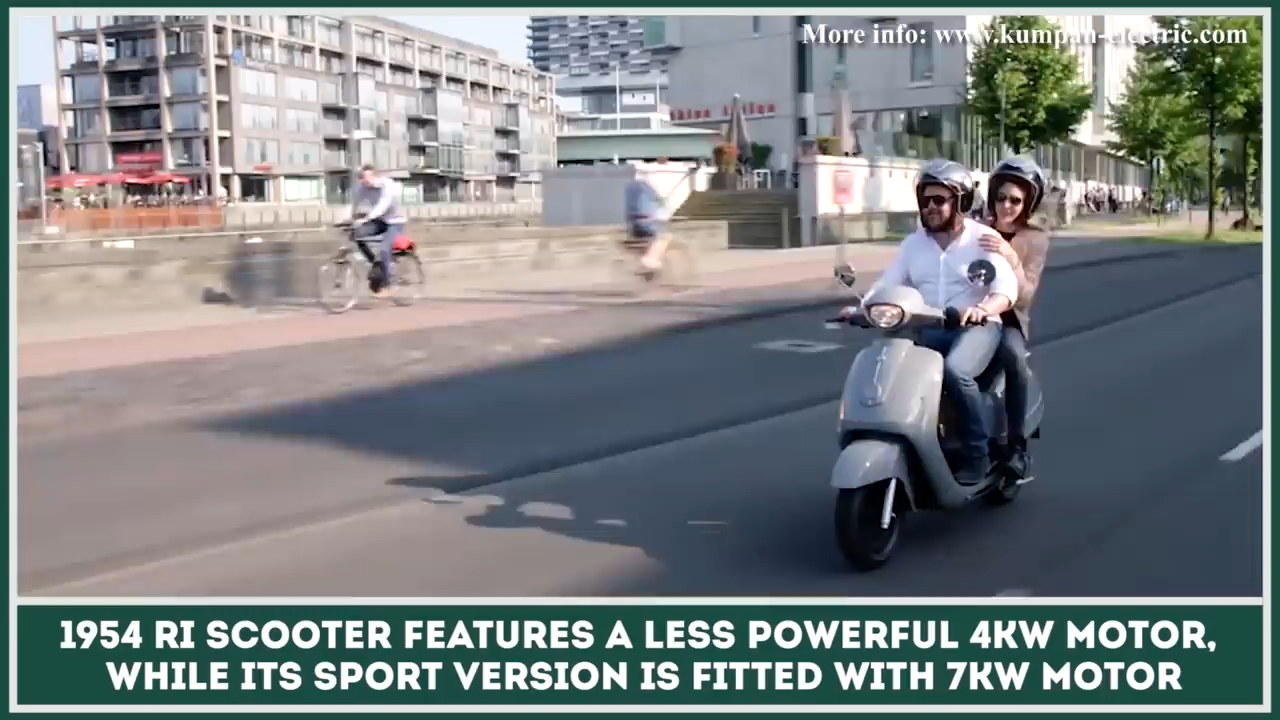 More info: www.kumpan-electric.com
1954 RI SCOOTER FEATURES A LESS POWERFUL 4KW MOTOR,
WHILE ITS SPORT VERSION IS FITTED WITH 7KW MOTOR